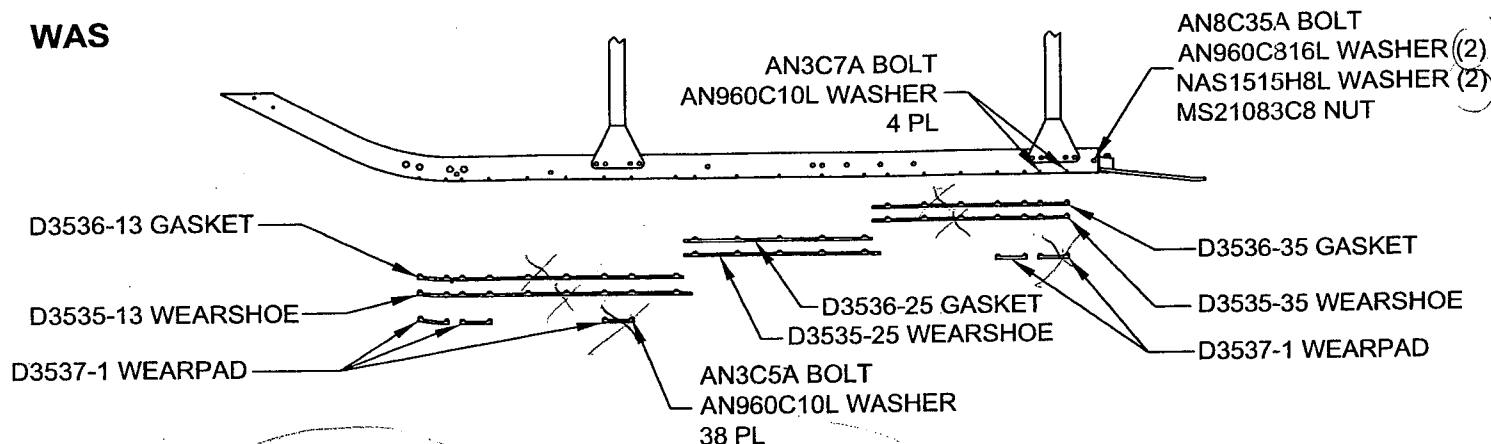 WAS
AN8C35A BOLT
AN960C816L WASHER (2)
NAS1515H8L WASHER (2)
MS21083C8 NUT
AN3C7A BOLT
AN960C10L WASHER
4 PL
D3536-13 GASKET
D3535-13 WEARSHOE
D3537-1 WEARPAD
D3536-25 GASKET
D3535-25 WEARSHOE
AN3C5A BOLT
AN960C10L WASHER
38 PL
D3536-35 GASKET
D3535-35 WEARSHOE
D3537-1 WEARPAD